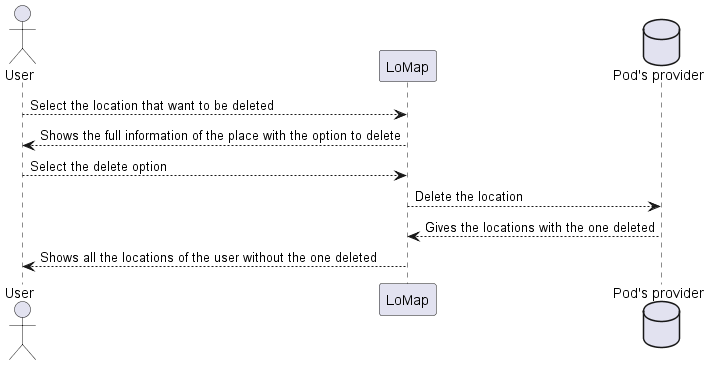 User
LoMap
Pod's provider
Select the location that want to be deleted
Shows the full information of the place with the option to delete
Select the delete option
Delete the location
Gives the locations with the one deleted
Shows all the locations of the user without the one deleted
User
LoMap
Pod's provider